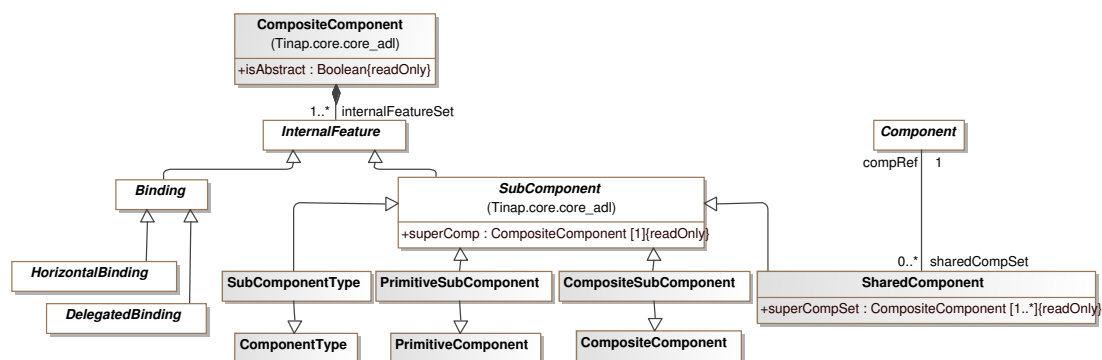 CompositeComponent
(Tinap.core.core_adl)
+isAbstract : Boolean{readOnly}
1..* internalFeatureSet
InternalFeature
Component
compRef 1
Binding
SubComponent
(Tinap.core.core_adl)
+superComp : CompositeComponent [1]{readOnly}
0..* sharedCompSet
HorizontalBinding
SubComponentType
PrimitiveSubComponent
CompositeSubComponent
SharedComponent
+superCompSet : CompositeComponent [1..*]{readOnly}
DelegatedBinding
ComponentType
PrimitiveComponent
CompositeComponent